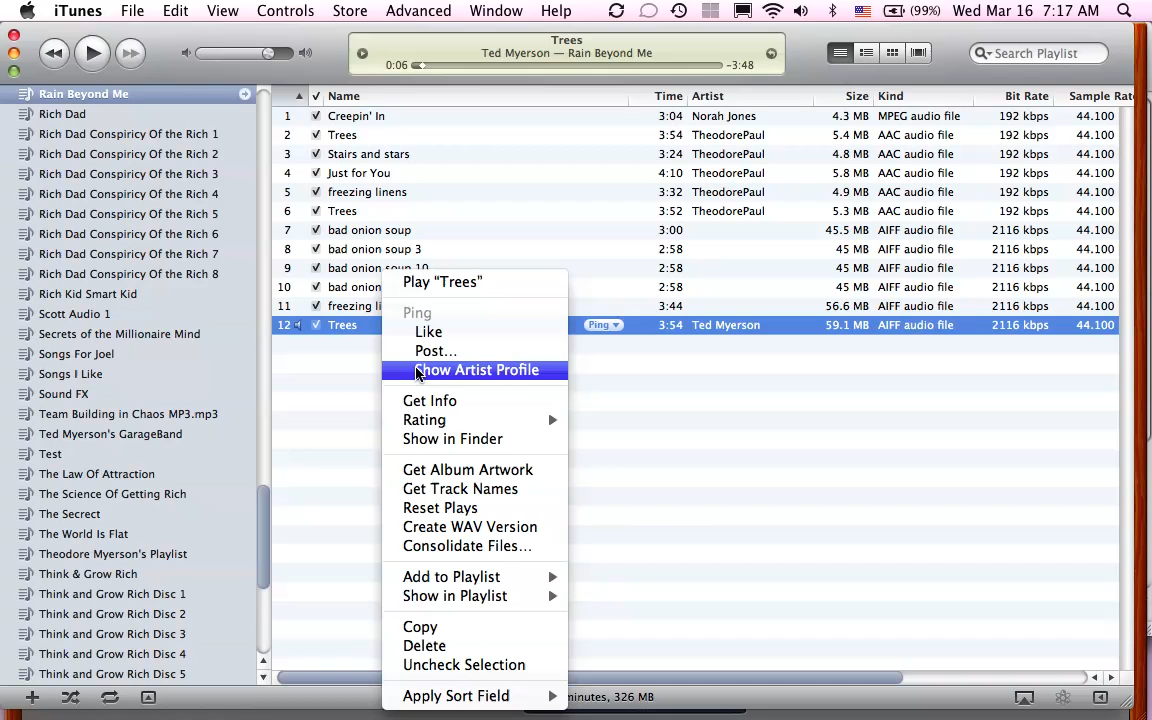 iTunes File Edit View Controls Store Advanced Window Help (99%) Wed Mar 16 7:17 AM
Trees
Ted Myerson — Rain Beyond Me
0:06 -3:48
Search Playlist
Rain Beyond Me
Rich Dad
Rich Dad Conspiricy Of the Rich 1
Rich Dad Conspiricy Of the Rich 2
Rich Dad Conspiricy Of the Rich 3
Rich Dad Conspiricy Of the Rich 4
Rich Dad Conspiricy Of the Rich 5
Rich Dad Conspiricy Of the Rich 6
Rich Dad Conspiricy Of the Rich 7
Rich Dad Conspiricy Of the Rich 8
Rich Kid Smart Kid
Scott Audio 1
Secrets of the Millionaire Mind
Songs For Joel
Songs I Like
Sound FX
Team Building in Chaos MP3.mp3
Ted Myerson's GarageBand
Test
The Law Of Attraction
The Science Of Getting Rich
The Secrect
The World Is Flat
Theodore Myerson's Playlist
Think & Grow Rich
Think and Grow Rich Disc 1
Think and Grow Rich Disc 2
Think and Grow Rich Disc 3
Think and Grow Rich Disc 4
Think and Grow Rich Disc 5
Name Time Artist Size Kind Bit Rate Sample Rat
1 Creepin' In 3:04 Norah Jones 4.3 MB MPEG audio file 192 kbps 44.100
2 Trees 3:54 TheodorePaul 5.4 MB AAC audio file 192 kbps 44.100
3 Stairs and stars 3:24 TheodorePaul 4.8 MB AAC audio file 192 kbps 44.100
4 Just for You 4:10 TheodorePaul 5.8 MB AAC audio file 192 kbps 44.100
5 freezing linens 3:32 TheodorePaul 4.9 MB AAC audio file 192 kbps 44.100
6 Trees 3:52 TheodorePaul 5.3 MB AAC audio file 192 kbps 44.100
7 bad onion soup 3:00 45.5 MB AIFF audio file 2116 kbps 44.100
8 bad onion soup 3 2:58 45 MB AIFF audio file 2116 kbps 44.100
9 bad onion soup 10 2:58 45 MB AIFF audio file 2116 kbps 44.100
10 bad onion 2:58 45 MB AIFF audio file 2116 kbps 44.100
11 freezing li 3:44 56.6 MB AIFF audio file 2116 kbps 44.100
12 Trees Ping 3:54 Ted Myerson 59.1 MB AIFF audio file 2116 kbps 44.100
Play “Trees”
Ping
Like
Post...
Show Artist Profile
Get Info
Rating
Show in Finder
Get Album Artwork
Get Track Names
Reset Plays
Create WAV Version
Consolidate Files...
Add to Playlist
Show in Playlist
Copy
Delete
Uncheck Selection
Apply Sort Field
minutes, 326 MB